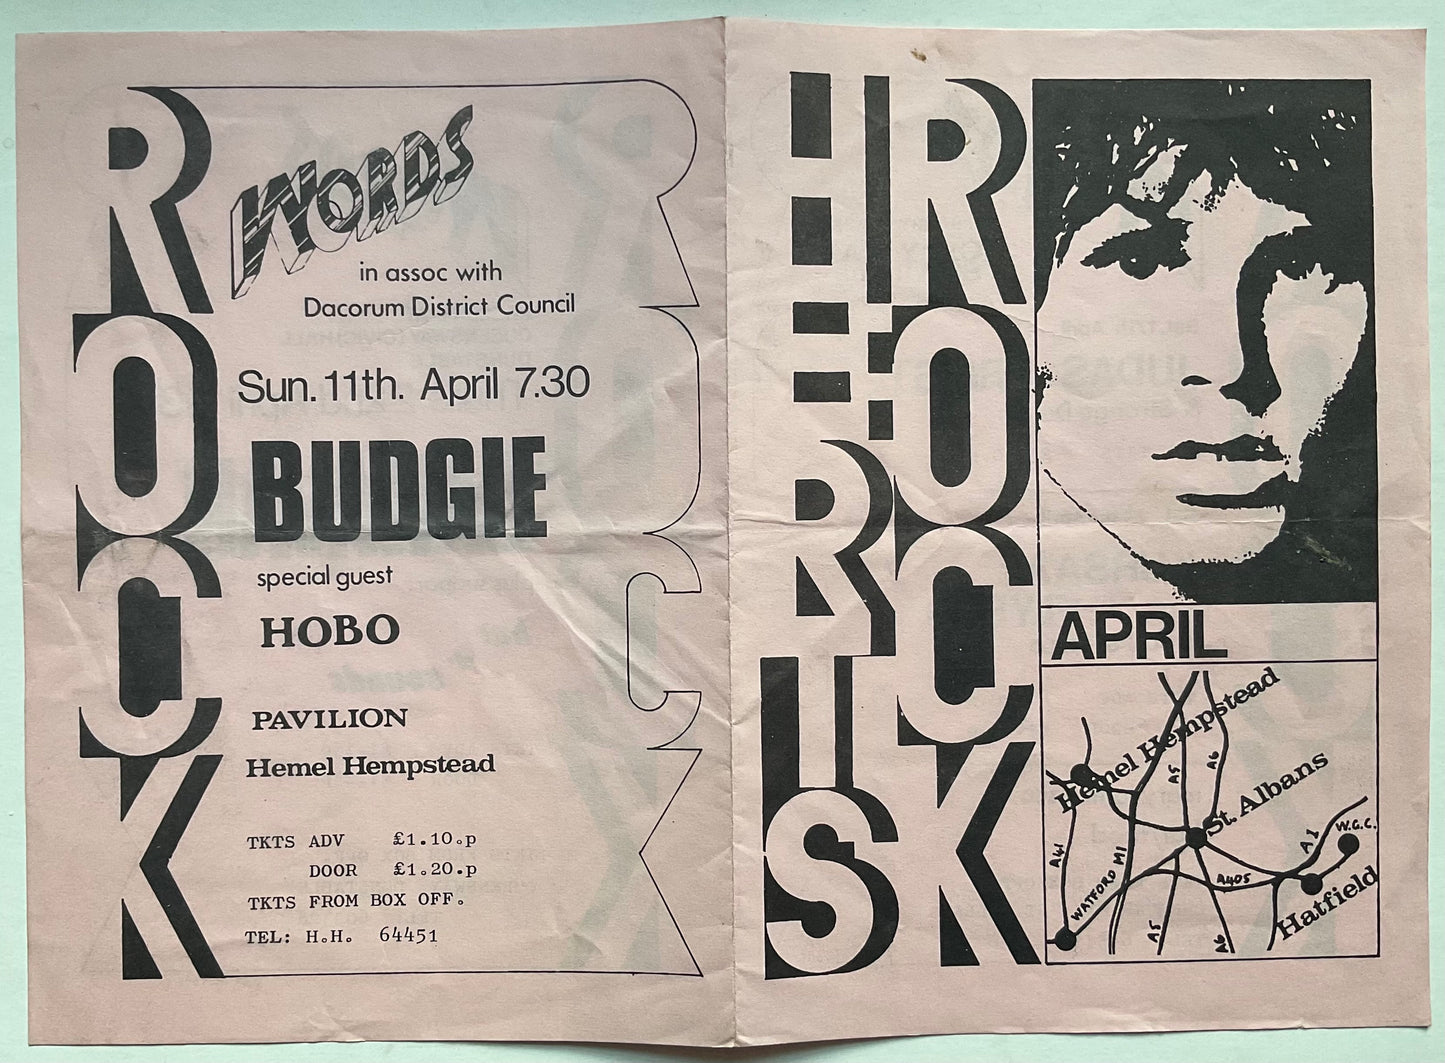 ROCK
WORDS
in assoc with
Dacorum District Council
Sun. 11th. April 7.30
BUDGIE
special guest
HOBO
PAVILION
Hemel Hempstead
TKTS ADV £1.10.p
DOOR £1.20.p
TKTS FROM BOX OFF.
TEL: H.H. 64451
HERTS
ROCK
APRIL
Hemel Hempstead
A5
A6
St. Albans
A41
WATFORD
M1
A405
A1
W.G.C.
Hatfield
A5
A6